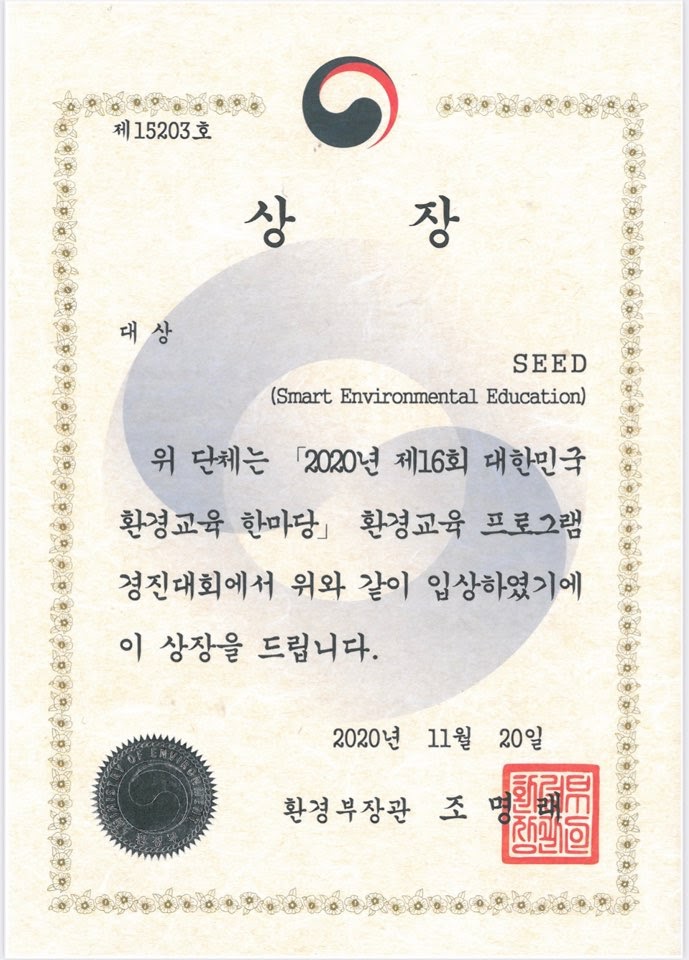 제15203호
상 장
대 상
SEED
(Smart Environmental Education)
위 단체는 「2020년 제16회 대한민국
환경교육 한마당」 환경교육 프로그램
경진대회에서 위와 같이 입상하였기에
이 상장을 드립니다.
2020년 11월 20일
환경부장관 조 명 래
MINISTRY OF ENVIRONMENT